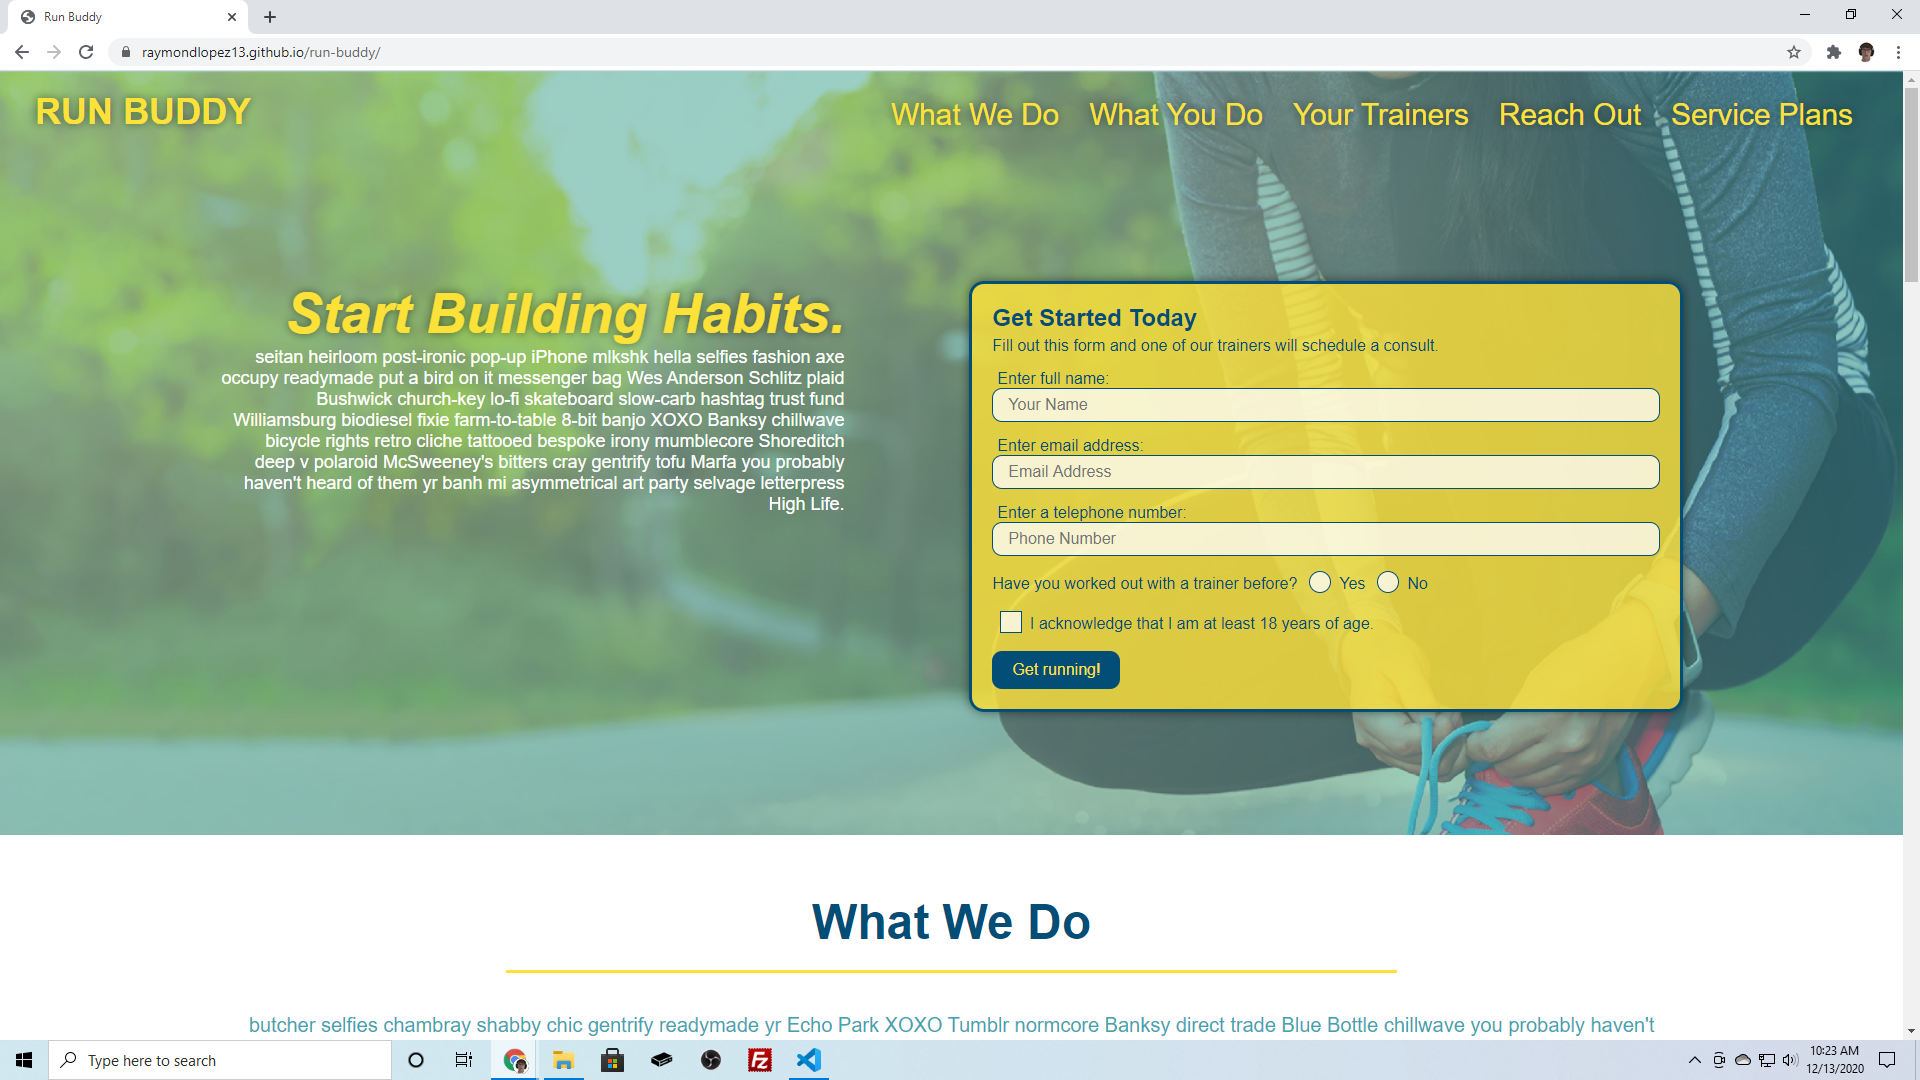 Run Buddy
raymondlopez13.github.io/run-buddy/
RUN BUDDY
What We Do What You Do Your Trainers Reach Out Service Plans
Start Building Habits.
seitan heirloom post-ironic pop-up iPhone mlkshk hella selfies fashion axe
occupy readymade put a bird on it messenger bag Wes Anderson Schlitz plaid
Bushwick church-key lo-fi skateboard slow-carb hashtag trust fund
Williamsburg biodiesel fixie farm-to-table 8-bit banjo XOXO Banksy chillwave
bicycle rights retro cliche tattooed bespoke irony mumblecore Shoreditch
deep v polaroid McSweeney's bitters cray gentrify tofu Marfa you probably
haven't heard of them yr banh mi asymmetrical art party selvage letterpress
High Life.
Get Started Today
Fill out this form and one of our trainers will schedule a consult.
Enter full name:
Your Name
Enter email address:
Email Address
Enter a telephone number:
Phone Number
Have you worked out with a trainer before? Yes No
I acknowledge that I am at least 18 years of age.
Get running!
What We Do
butcher selfies chambray shabby chic gentrify readymade yr Echo Park XOXO Tumblr normcore Banksy direct trade Blue Bottle chillwave you probably haven't
Type here to search
Fz
10:23 AM
12/13/2020